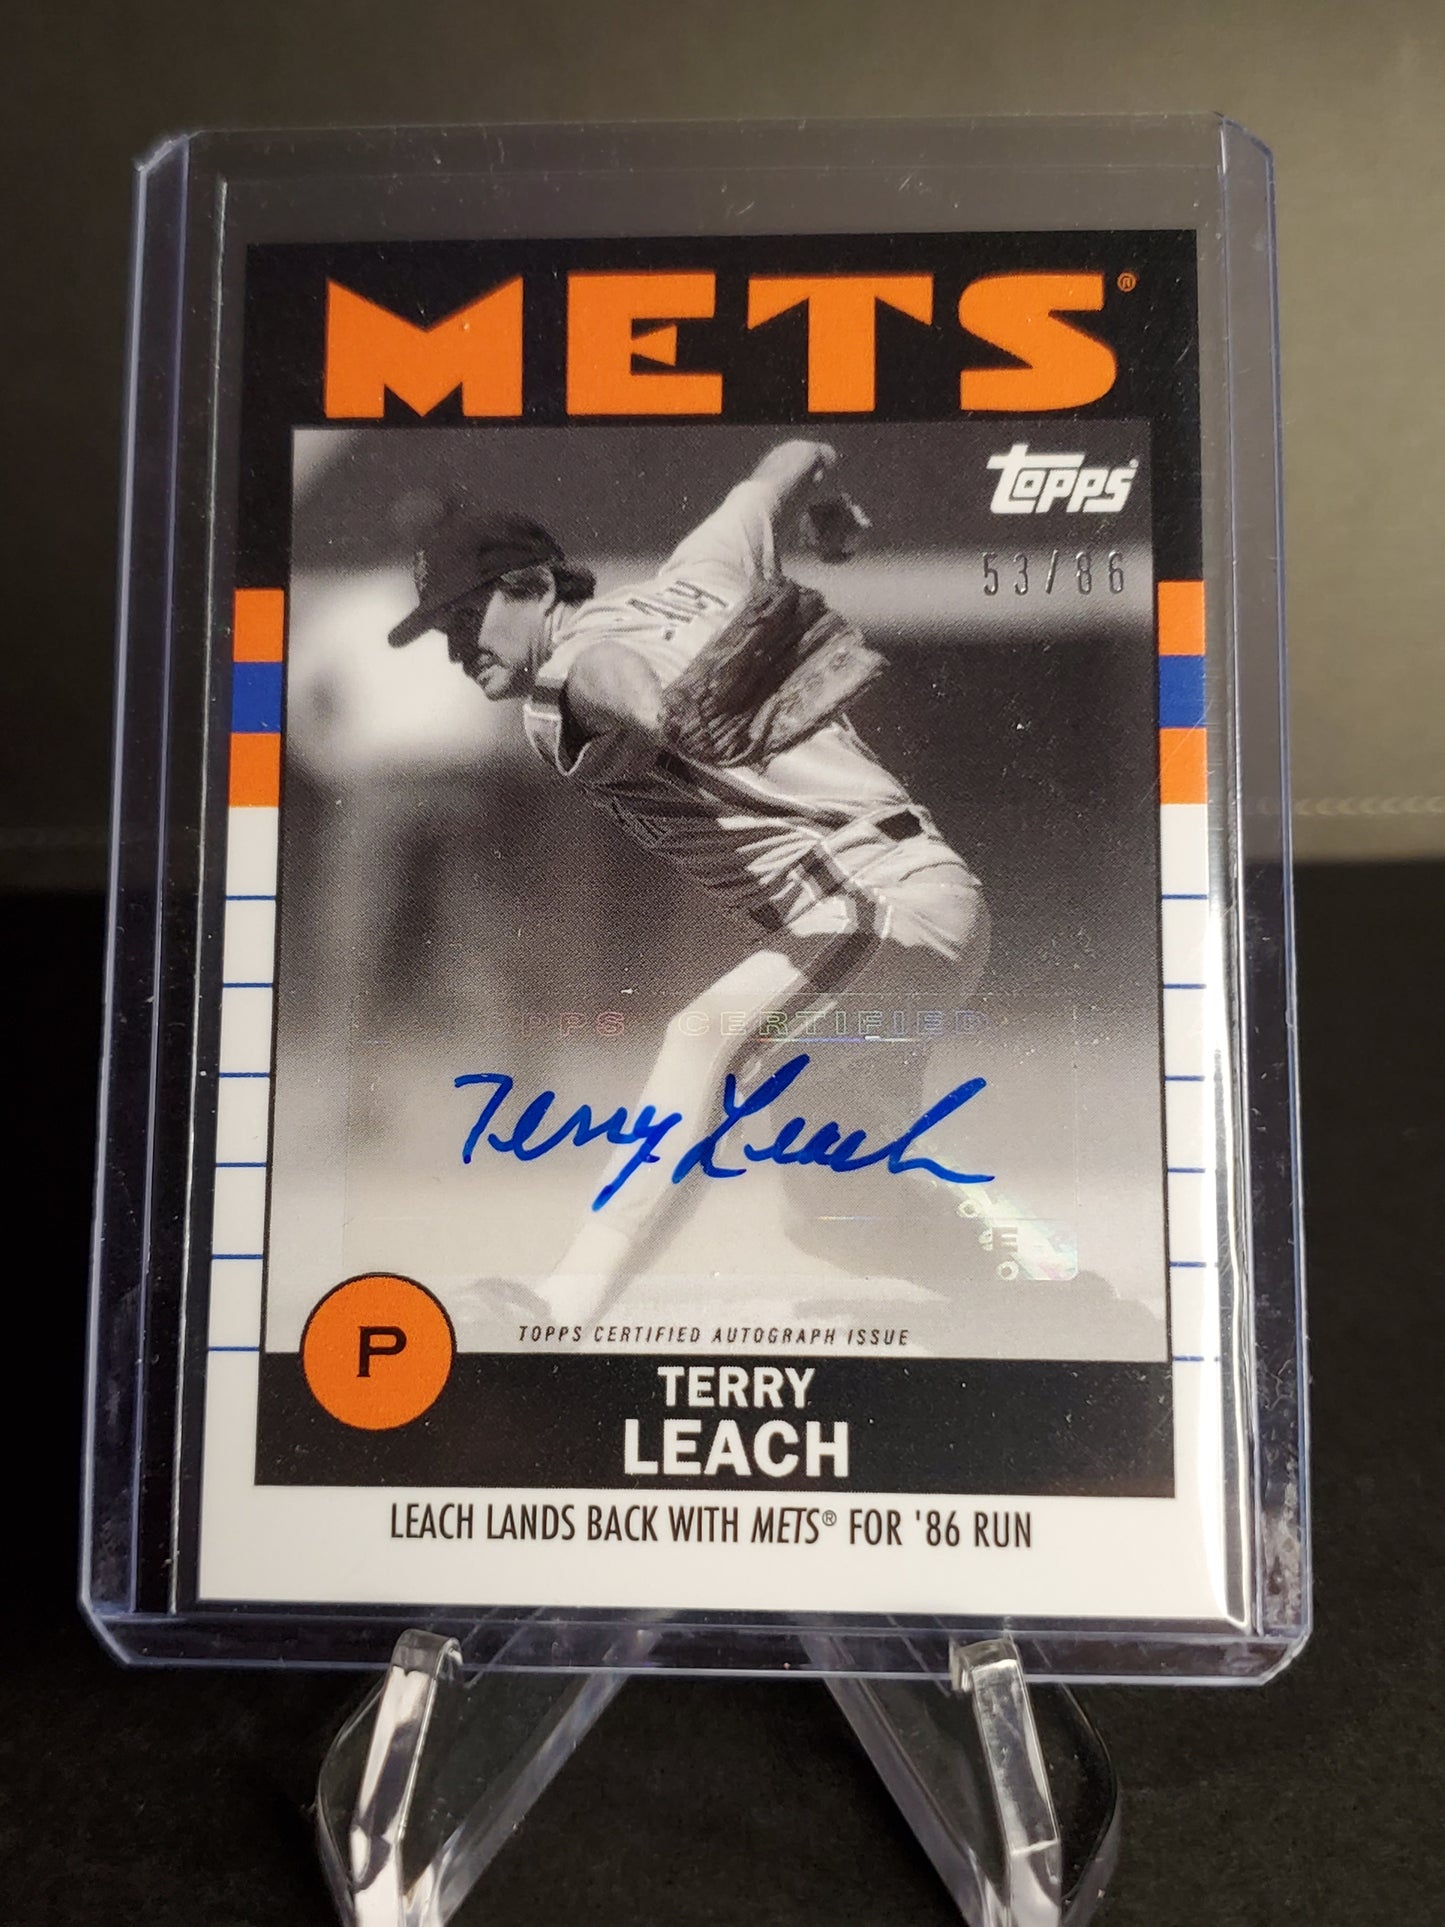 METS®
Topps
53/86
TOPPS CERTIFIED
Terry Leach
TOPPS CERTIFIED AUTOGRAPH ISSUE
P
TERRY
LEACH
LEACH LANDS BACK WITH METS® FOR '86 RUN